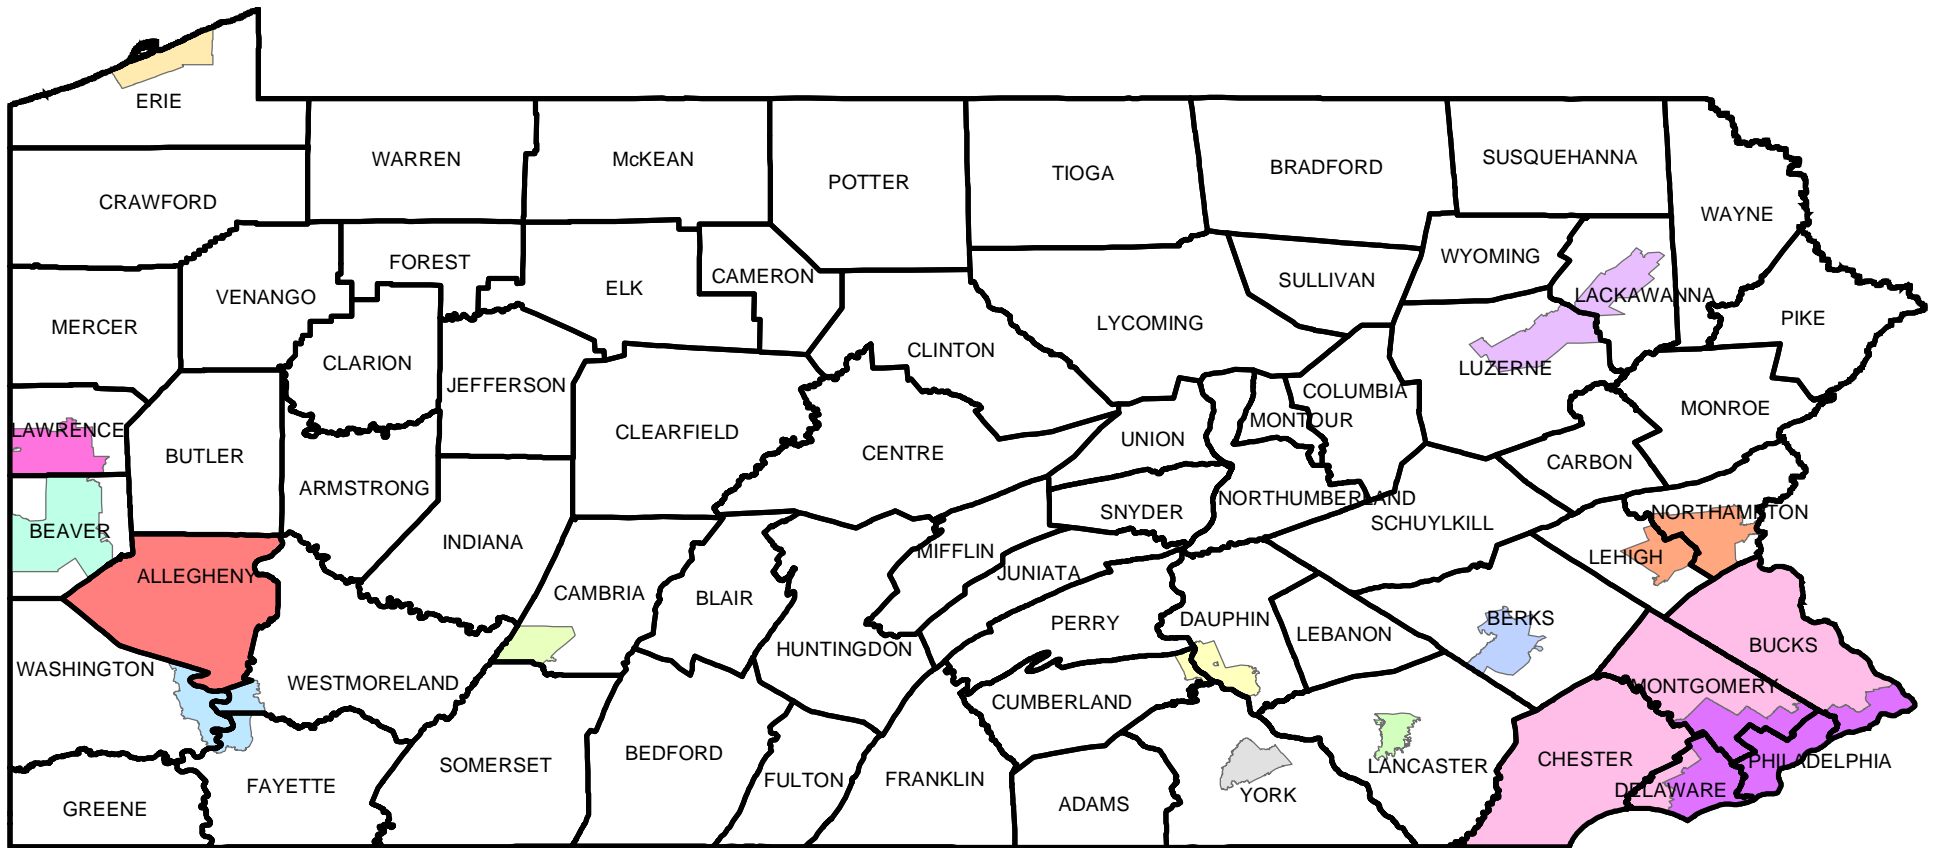 ERIE
WARREN
McKEAN
POTTER
TIOGA
BRADFORD
SUSQUEHANNA
CRAWFORD
WAYNE
FOREST
CAMERON
WYOMING
SULLIVAN
VENANGO
ELK
LACKAWANNA
MERCER
LYCOMING
PIKE
CLARION
CLINTON
JEFFERSON
LUZERNE
COLUMBIA
MONROE
LAWRENCE
CLEARFIELD
MONTOUR
UNION
BUTLER
CENTRE
CARBON
ARMSTRONG
NORTHUMBERLAND
SNYDER
NORTHAMPTON
SCHUYLKILL
BEAVER
INDIANA
MIFFLIN
LEHIGH
ALLEGHENY
JUNIATA
CAMBRIA
BLAIR
PERRY
DAUPHIN
BERKS
LEBANON
HUNTINGDON
BUCKS
WASHINGTON
WESTMORELAND
MONTGOMERY
CUMBERLAND
BEDFORD
SOMERSET
CHESTER
PHILADELPHIA
LANCASTER
FULTON
FRANKLIN
FAYETTE
DELAWARE
YORK
ADAMS
GREENE